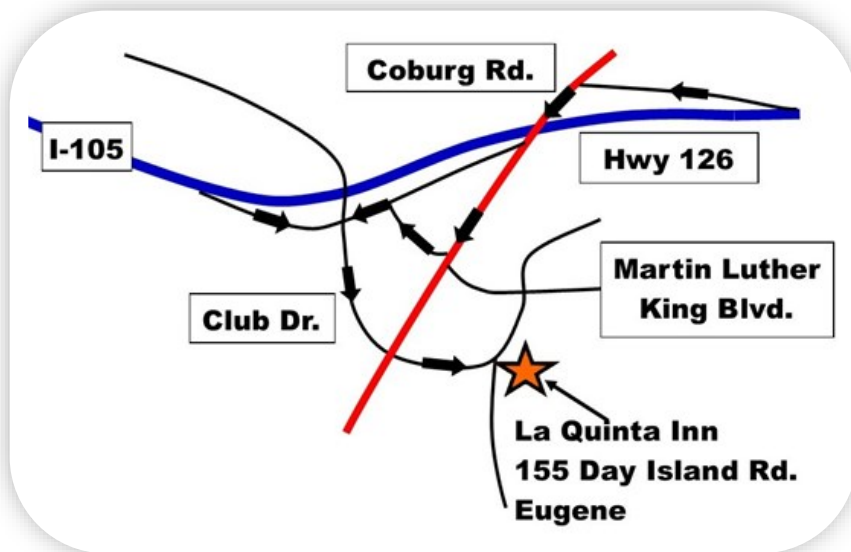 Coburg Rd.
I-105
Hwy 126
Martin Luther
King Blvd.
Club Dr.
La Quinta Inn
155 Day Island Rd.
Eugene